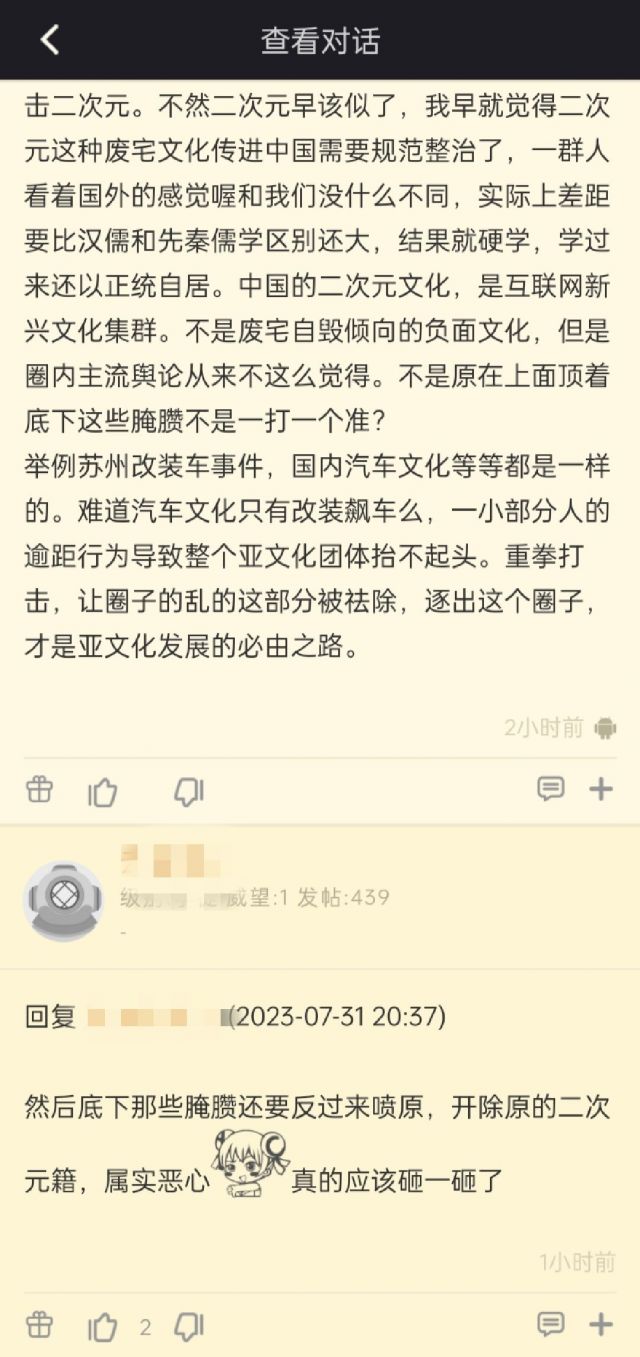 查看对话
击二次元。不然二次元早该似了，我早就觉得二次
元这种废宅文化传进中国需要规范整治了，一群人
看着国外的感觉喔和我们没什么不同，实际上差距
要比汉儒和先秦儒学区别还大，结果就硬学，学过
来还以正统自居。中国的二次元文化，是互联网新
兴文化集群。不是废宅自毁倾向的负面文化，但是
圈内主流舆论从来不这么觉得。不是原在上面顶着
底下这些腌臜不是一打一个准？
举例苏州改装车事件，国内汽车文化等等都是一样
的。难道汽车文化只有改装飙车么，一小部分人的
逾距行为导致整个亚文化团体抬不起头。重拳打
击，让圈子的乱的这部分被祛除，逐出这个圈子，
才是亚文化发展的必由之路。
2小时前
级 威望:1 发帖:439
-
回复 (2023-07-31 20:37)
然后底下那些腌臜还要反过来喷原，开除原的二次
元籍，属实恶心 真的应该砸一砸了
1小时前
2